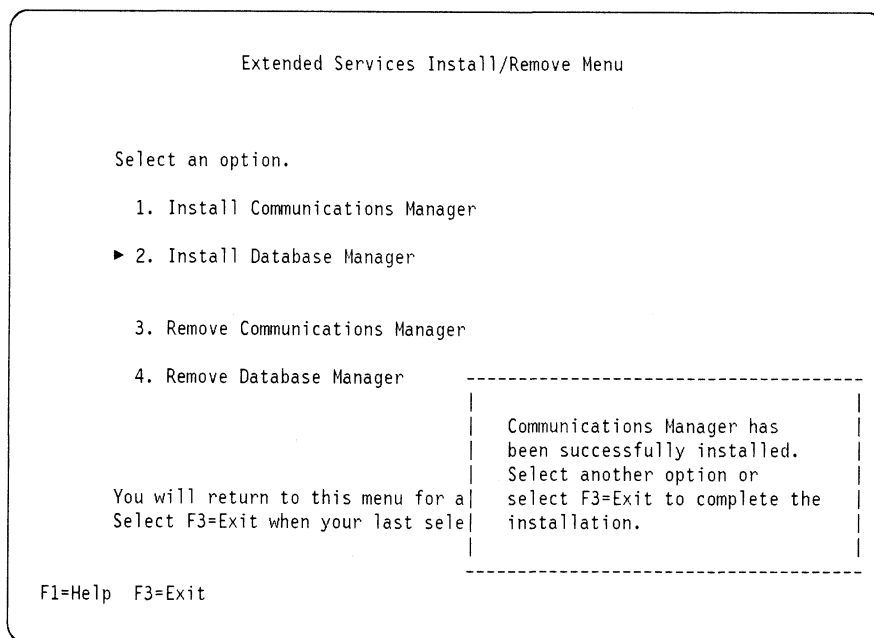 Extended Services Install/Remove Menu
Select an option.
1. Install Communications Manager
► 2. Install Database Manager
3. Remove Communications Manager
4. Remove Database Manager
You will return to this menu for a
Select F3=Exit when your last sele
Communications Manager has
been successfully installed.
Select another option or
select F3=Exit to complete the
installation.
F1=Help F3=Exit